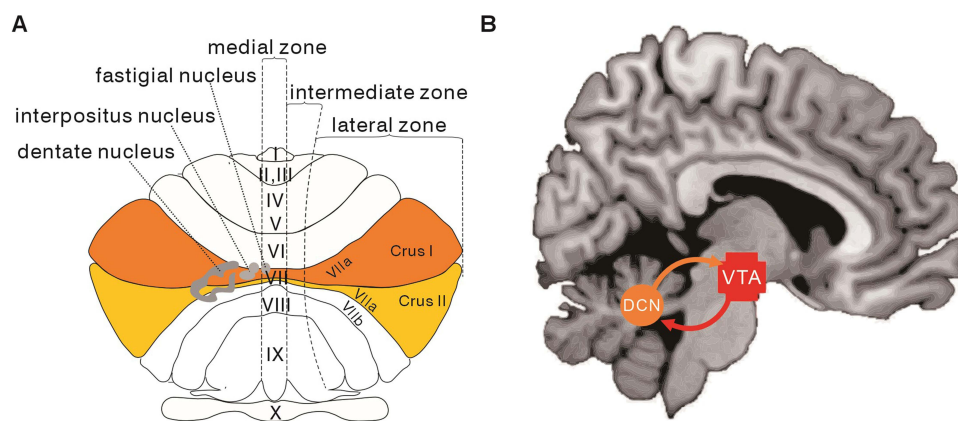 A
medial zone
fastigial nucleus
intermediate zone
interpositus nucleus
lateral zone
dentate nucleus
I
II,III
IV
V
VI
VIIa
Crus I
VII
VIIa
Crus II
VIII
VIIb
IX
X
B
VTA
DCN